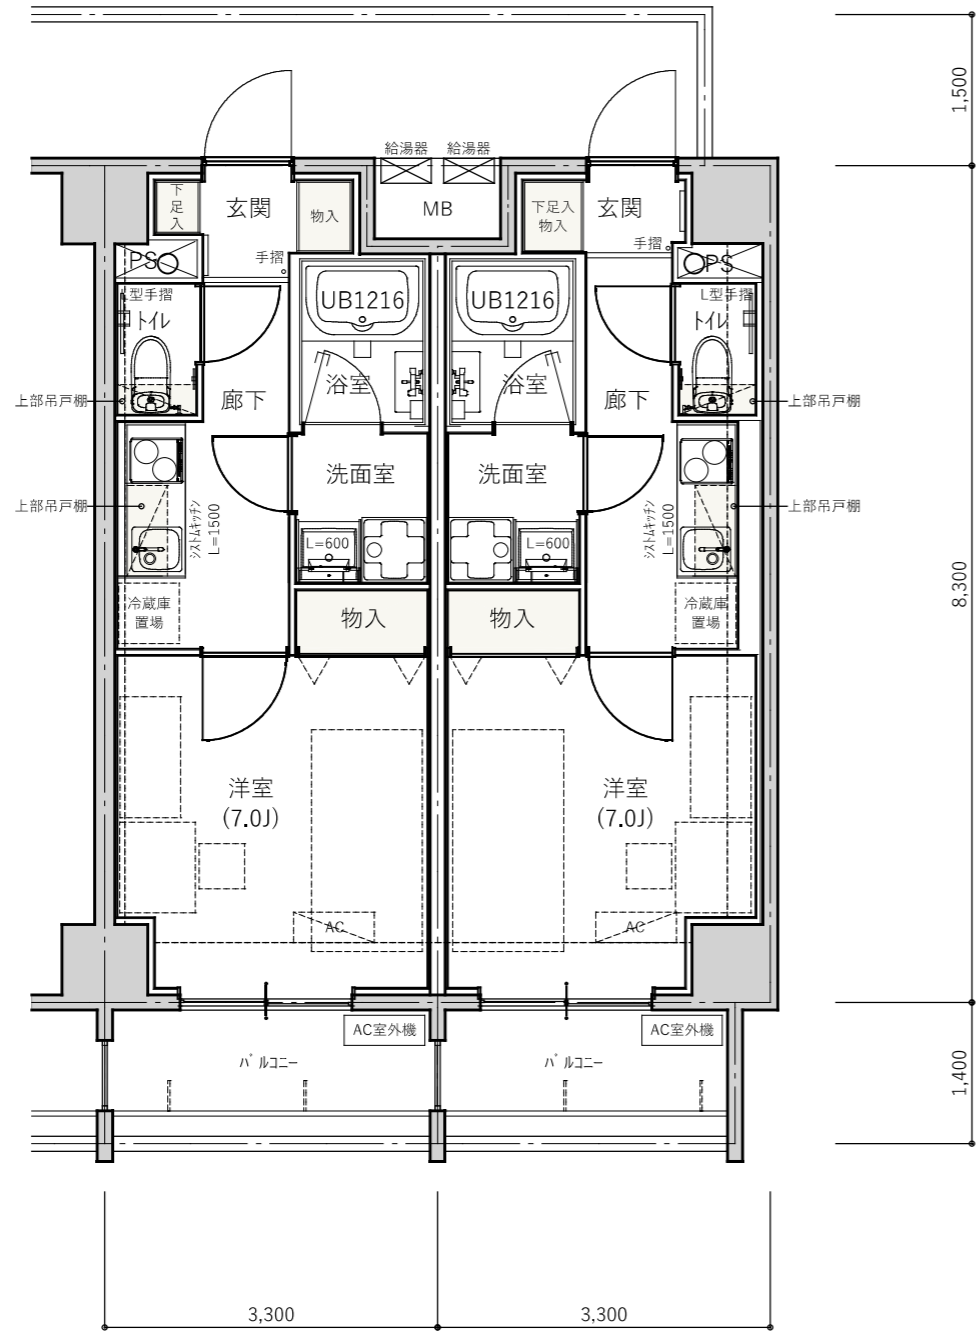 1,500
給湯器
給湯器
下足入
玄関
物入
MB
下足入
物入
玄関
手摺
手摺
PS
PS
L型手摺
トイレ
UB1216
UB1216
L型手摺
トイレ
浴室
浴室
上部吊戸棚
廊下
廊下
上部吊戸棚
洗面室
洗面室
上部吊戸棚
システムキッチン
L=1500
システムキッチン
L=1500
上部吊戸棚
L=600
L=600
冷蔵庫
置場
物入
物入
冷蔵庫
置場
8,300
洋室
(7.0J)
洋室
(7.0J)
AC
AC
AC室外機
AC室外機
バルコニー
バルコニー
1,400
3,300
3,300